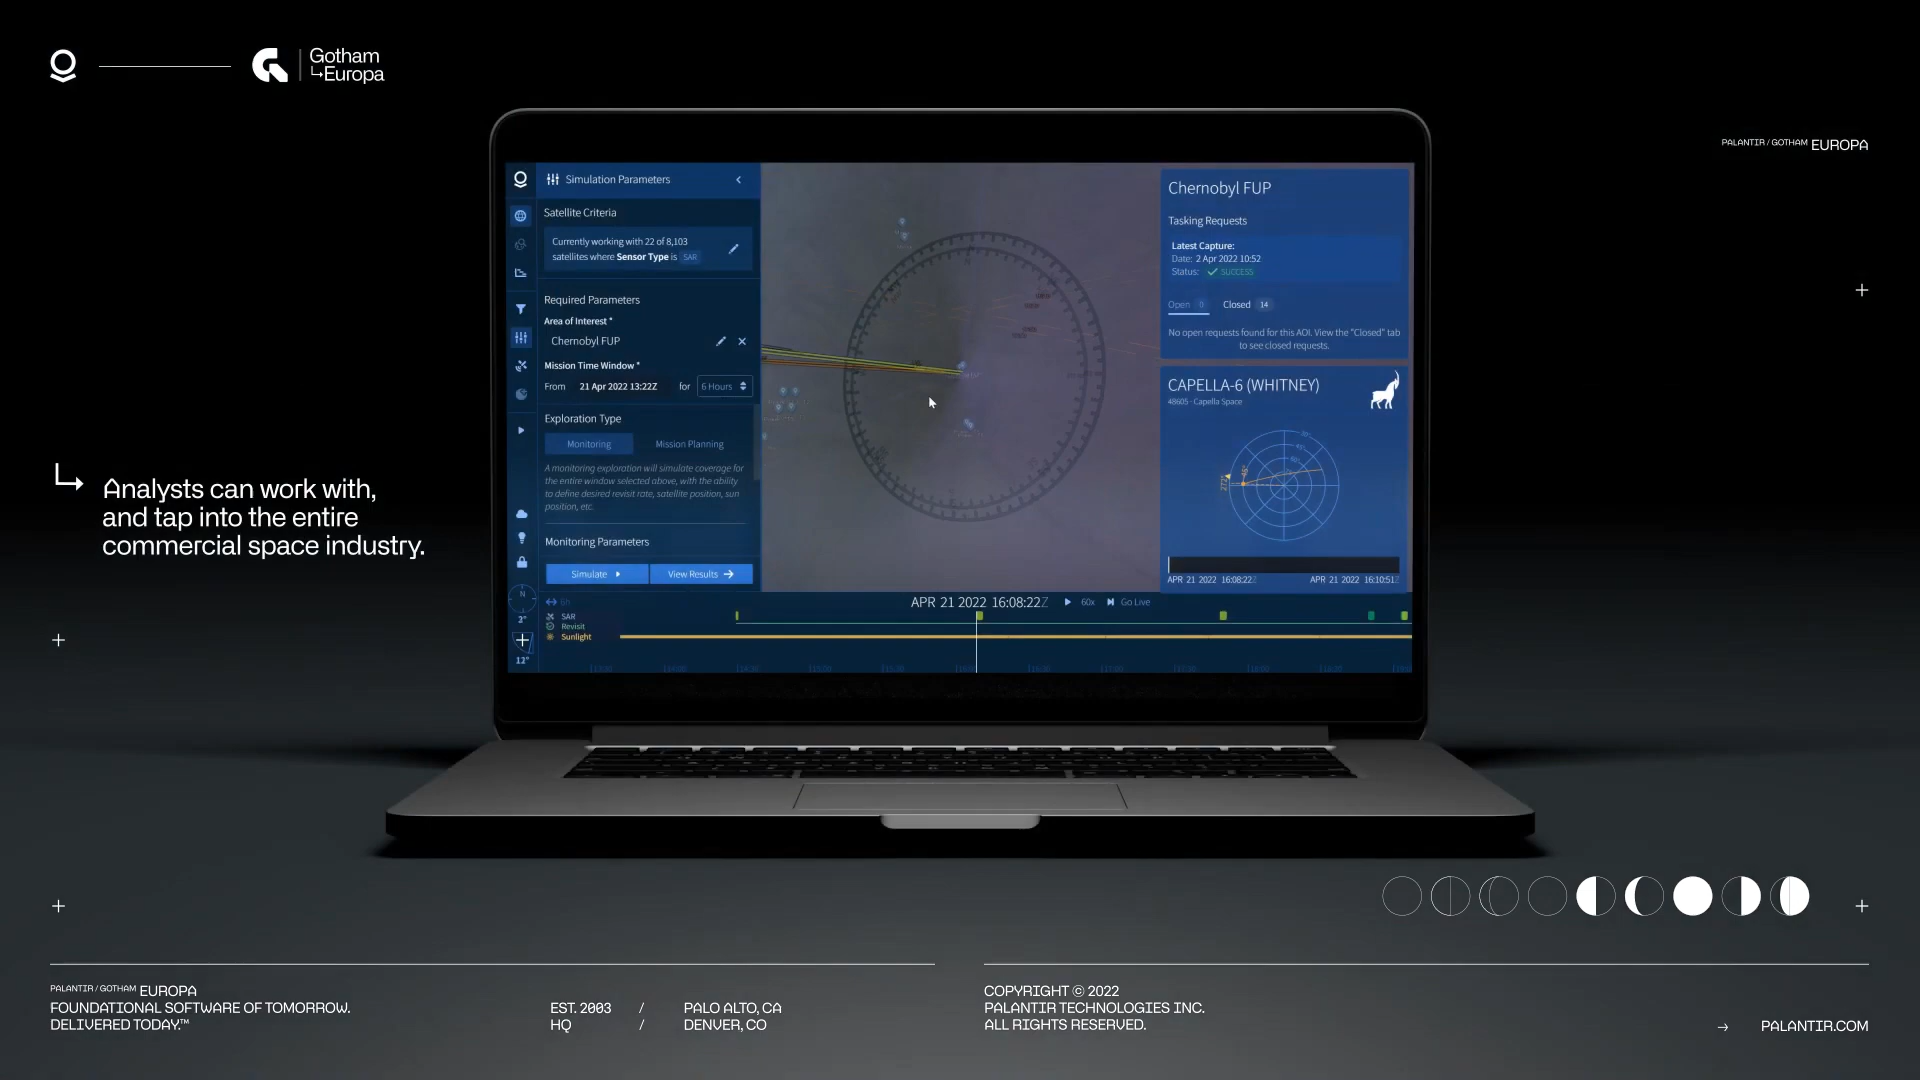 Gotham
Europa
PALANTIR / GOTHAM EUROPA
Analysts can work with,
and tap into the entire
commercial space industry.
Simulation Parameters
Satellite Criteria
Currently working with 22 of 8,103
satellites where Sensor Type is SAR
Required Parameters
Area of Interest *
Chernobyl FUP
Mission Time Window *
From 21 Apr 2022 13:22Z for 6 Hours
Exploration Type
Monitoring Mission Planning
A monitoring exploration will simulate coverage for
the entire window selected above, with the ability
to define desired revisit rate, satellite position, sun
position, etc.
Monitoring Parameters
Simulate View Results
Chernobyl FUP
Tasking Requests
Latest Capture:
Date: 2 Apr 2022 10:52
Status: SUCCESS
Open 0 Closed 14
No open requests found for this AOI. View the "Closed" tab
to see closed requests.
CAPELLA-6 (WHITNEY)
48605 - Capella Space
272°
APR 21 2022 16:08:22Z APR 21 2022 16:10:51Z
N
2°
12°
6h
APR 21 2022 16:08:22Z 60x Go Live
SAR
Revisit
Sunlight
PALANTIR / GOTHAM EUROPA
FOUNDATIONAL SOFTWARE OF TOMORROW.
DELIVERED TODAY.™
EST. 2003 / PALO ALTO, CA
HQ / DENVER, CO
COPYRIGHT © 2022
PALANTIR TECHNOLOGIES INC.
ALL RIGHTS RESERVED.
→ PALANTIR.COM